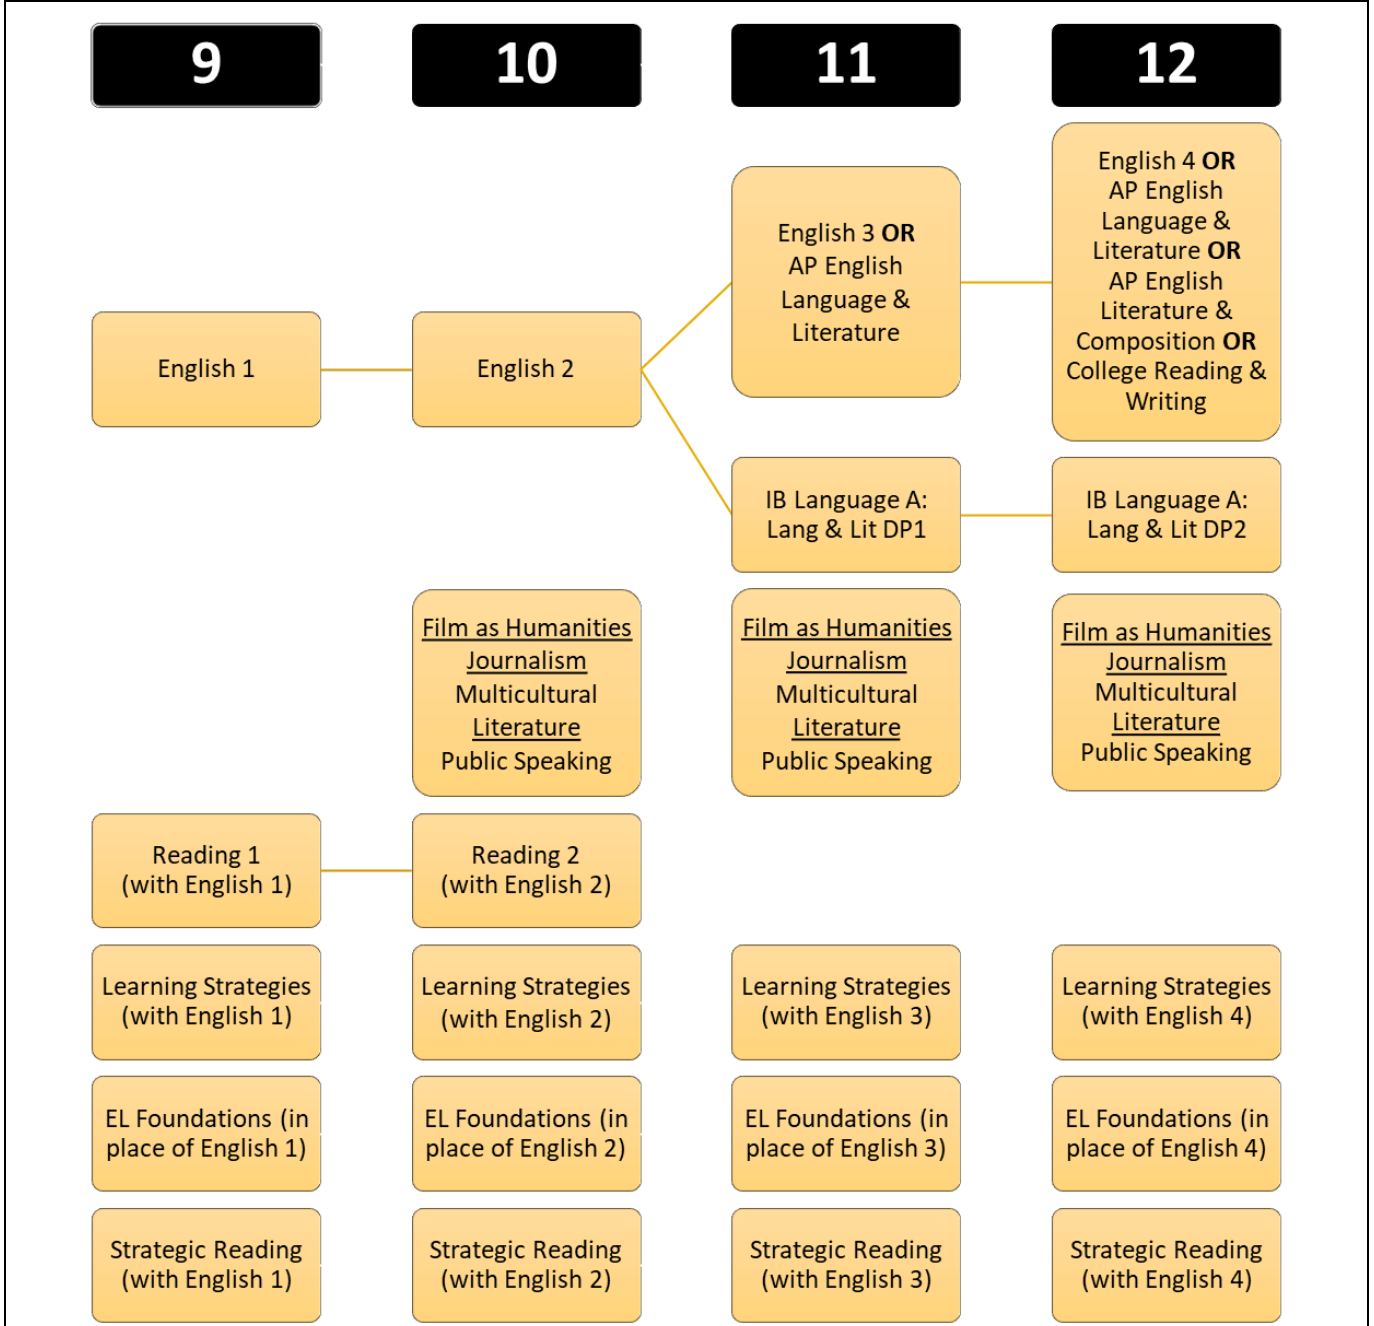 9
10
11
12
English 1
English 2
English 3 OR
AP English
Language &
Literature
English 4 OR
AP English
Language &
Literature OR
AP English
Literature &
Composition OR
College Reading &
Writing
IB Language A:
Lang & Lit DP1
IB Language A:
Lang & Lit DP2
Film as Humanities
Journalism
Multicultural
Literature
Public Speaking
Film as Humanities
Journalism
Multicultural
Literature
Public Speaking
Film as Humanities
Journalism
Multicultural
Literature
Public Speaking
Reading 1
(with English 1)
Reading 2
(with English 2)
Learning Strategies
(with English 1)
Learning Strategies
(with English 2)
Learning Strategies
(with English 3)
Learning Strategies
(with English 4)
EL Foundations (in
place of English 1)
EL Foundations (in
place of English 2)
EL Foundations (in
place of English 3)
EL Foundations (in
place of English 4)
Strategic Reading
(with English 1)
Strategic Reading
(with English 2)
Strategic Reading
(with English 3)
Strategic Reading
(with English 4)